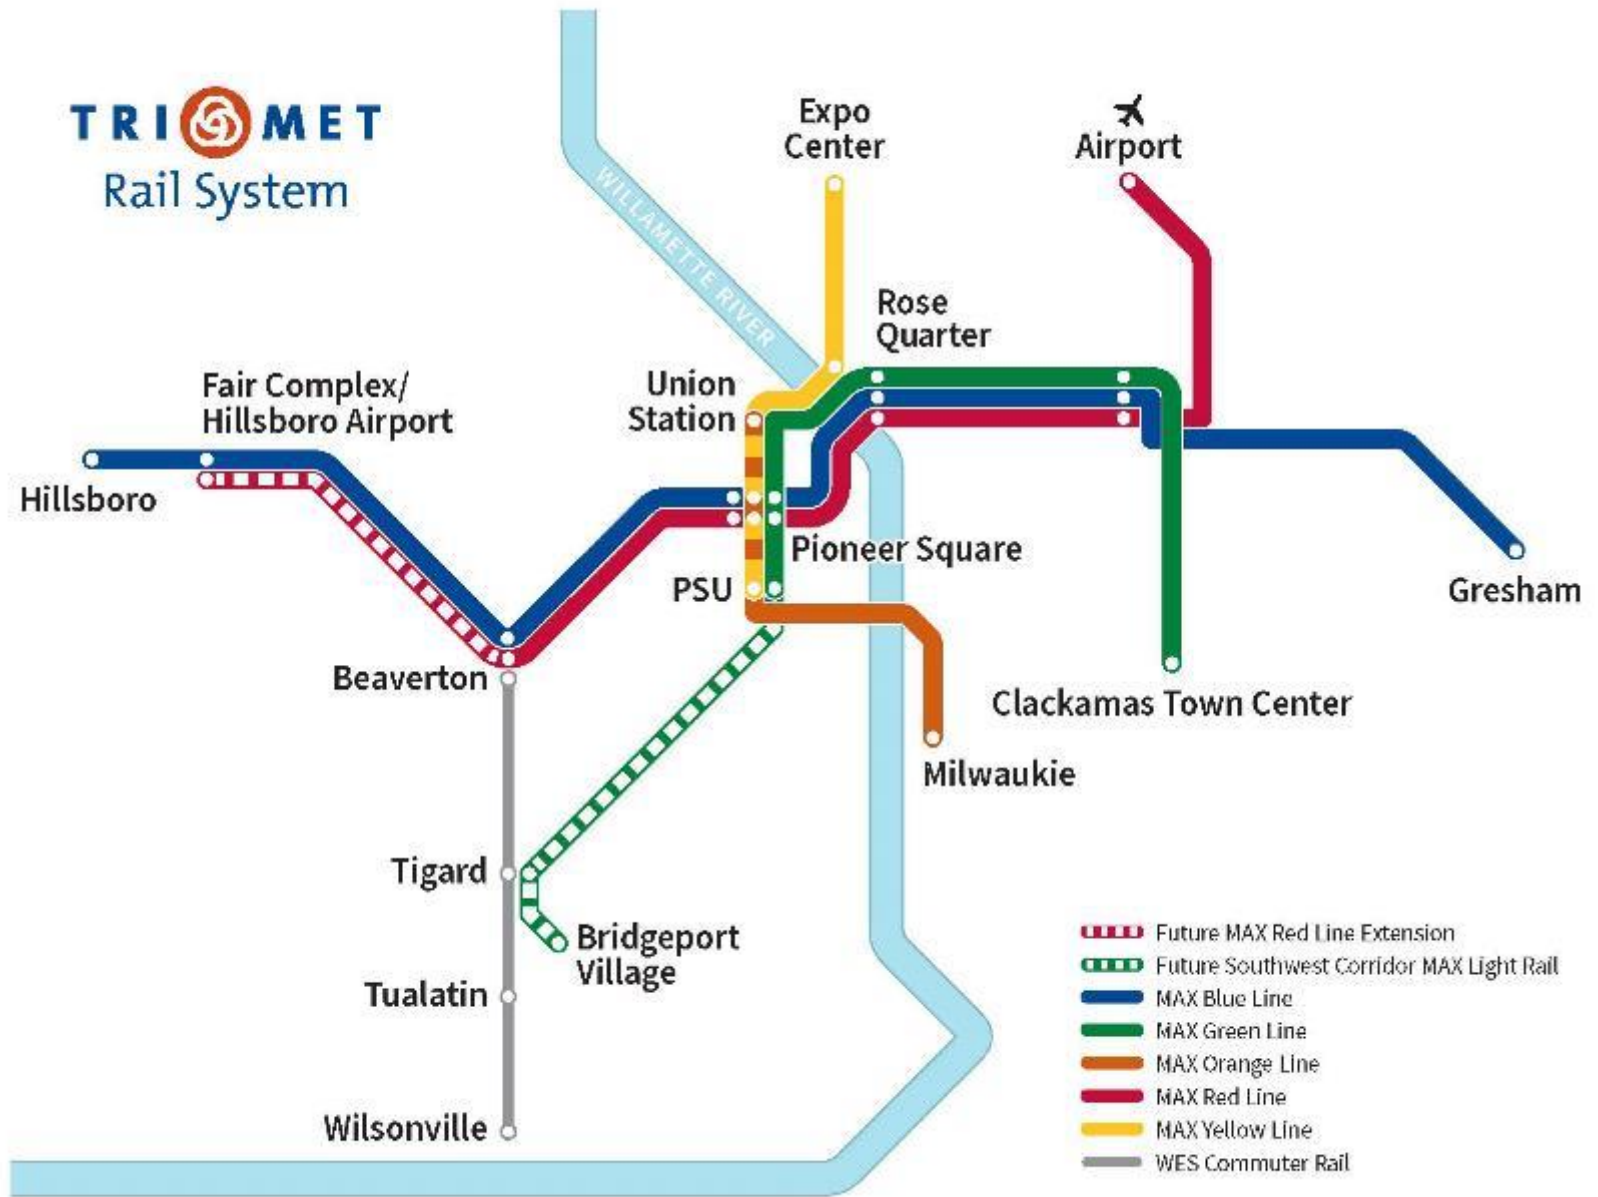 TRI MET
Rail System
Expo
Center
Airport
WILLAMETTE RIVER
Rose
Quarter
Union
Station
Fair Complex/
Hillsboro Airport
Hillsboro
Pioneer Square
PSU
Gresham
Beaverton
Clackamas Town Center
Milwaukie
Tigard
Bridgeport
Village
Tualatin
Wilsonville
Future MAX Red Line Extension
Future Southwest Corridor MAX Light Rail
MAX Blue Line
MAX Green Line
MAX Orange Line
MAX Red Line
MAX Yellow Line
WES Commuter Rail